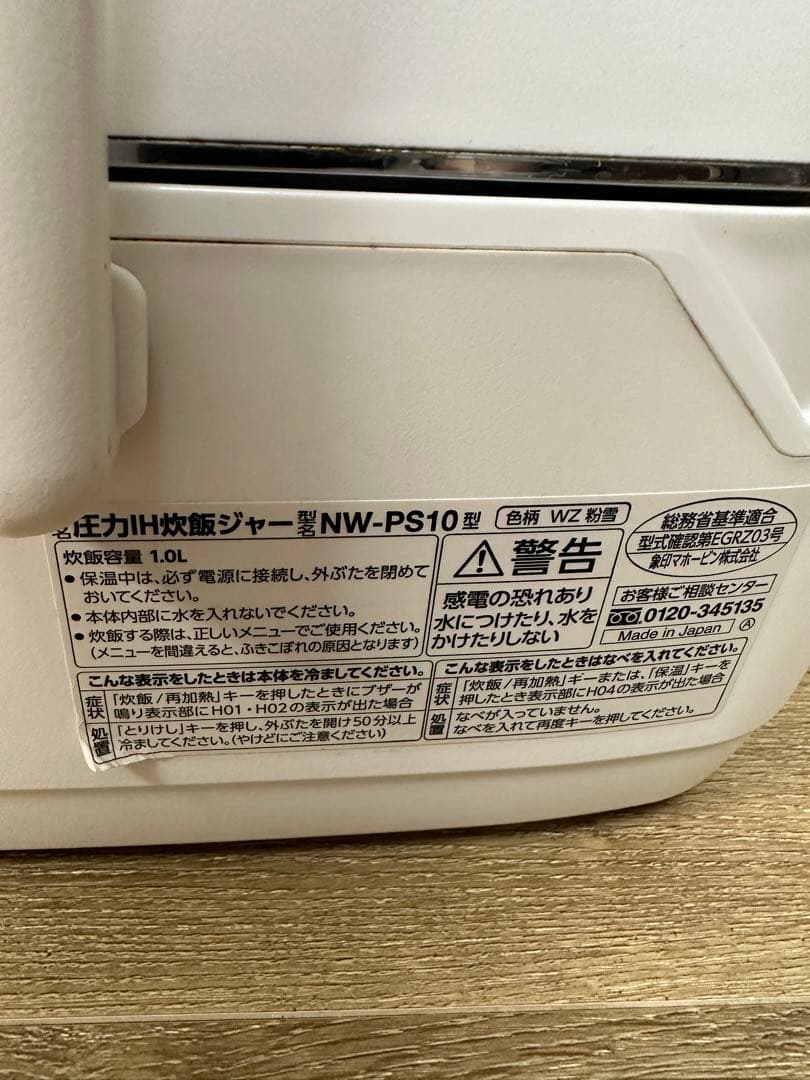 名 圧力IH炊飯ジャー 型名 NW-PS10型 色柄 WZ 粉雪
炊飯容量 1.0L
●保温中は、必ず電源に接続し、外ぶたを閉めて
おいてください。
●本体内部に水を入れないでください。
●炊飯する際は、正しいメニューでご使用ください。
(メニューを間違えると、ふきこぼれの原因となります)
警告
感電の恐れあり
水につけたり、水を
かけたりしない
総務省基準適合
型式確認第EGRZ03号
象印マホービン株式会社
お客様ご相談センター
0120-345135
Made in Japan Ⓐ
こんな表示をしたときは本体を冷ましてください。
症状 「炊飯/再加熱」キーを押したときにブザーが
鳴り表示部にH01・H02の表示が出た場合
処置 「とりけし」キーを押し、外ぶたを開け50分以上
冷ましてください。(やけどにご注意ください)
こんな表示をしたときはなべを入れてください。
症状 「炊飯/再加熱」キーまたは、「保温」キーを
押したとき表示部にH04の表示が出た場合
処置 なべが入っていません。
なべを入れて再度キーを押してください。